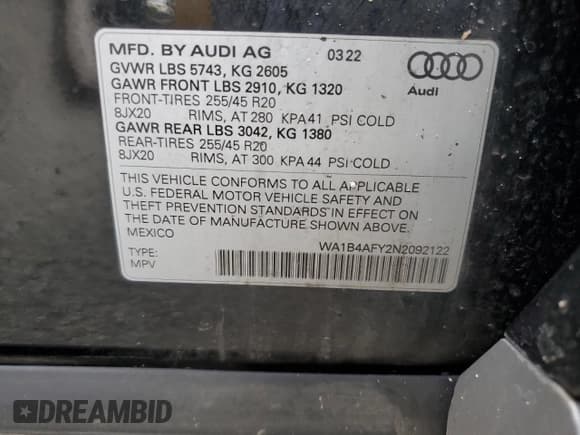 MFD. BY AUDI AG 0322
GVWR LBS 5743, KG 2605
GAWR FRONT LBS 2910, KG 1320
FRONT-TIRES 255/45 R20
8JX20 RIMS, AT 280 KPA 41 PSI COLD
GAWR REAR LBS 3042, KG 1380
REAR-TIRES 255/45 R20
8JX20 RIMS, AT 300 KPA 44 PSI COLD
Audi
THIS VEHICLE CONFORMS TO ALL APPLICABLE
U.S. FEDERAL MOTOR VEHICLE SAFETY AND
THEFT PREVENTION STANDARDS IN EFFECT ON
THE DATE OF MANUFACTURE SHOWN ABOVE.
MEXICO
WA1B4AFY2N2092122
TYPE:
MPV
DREAMBID